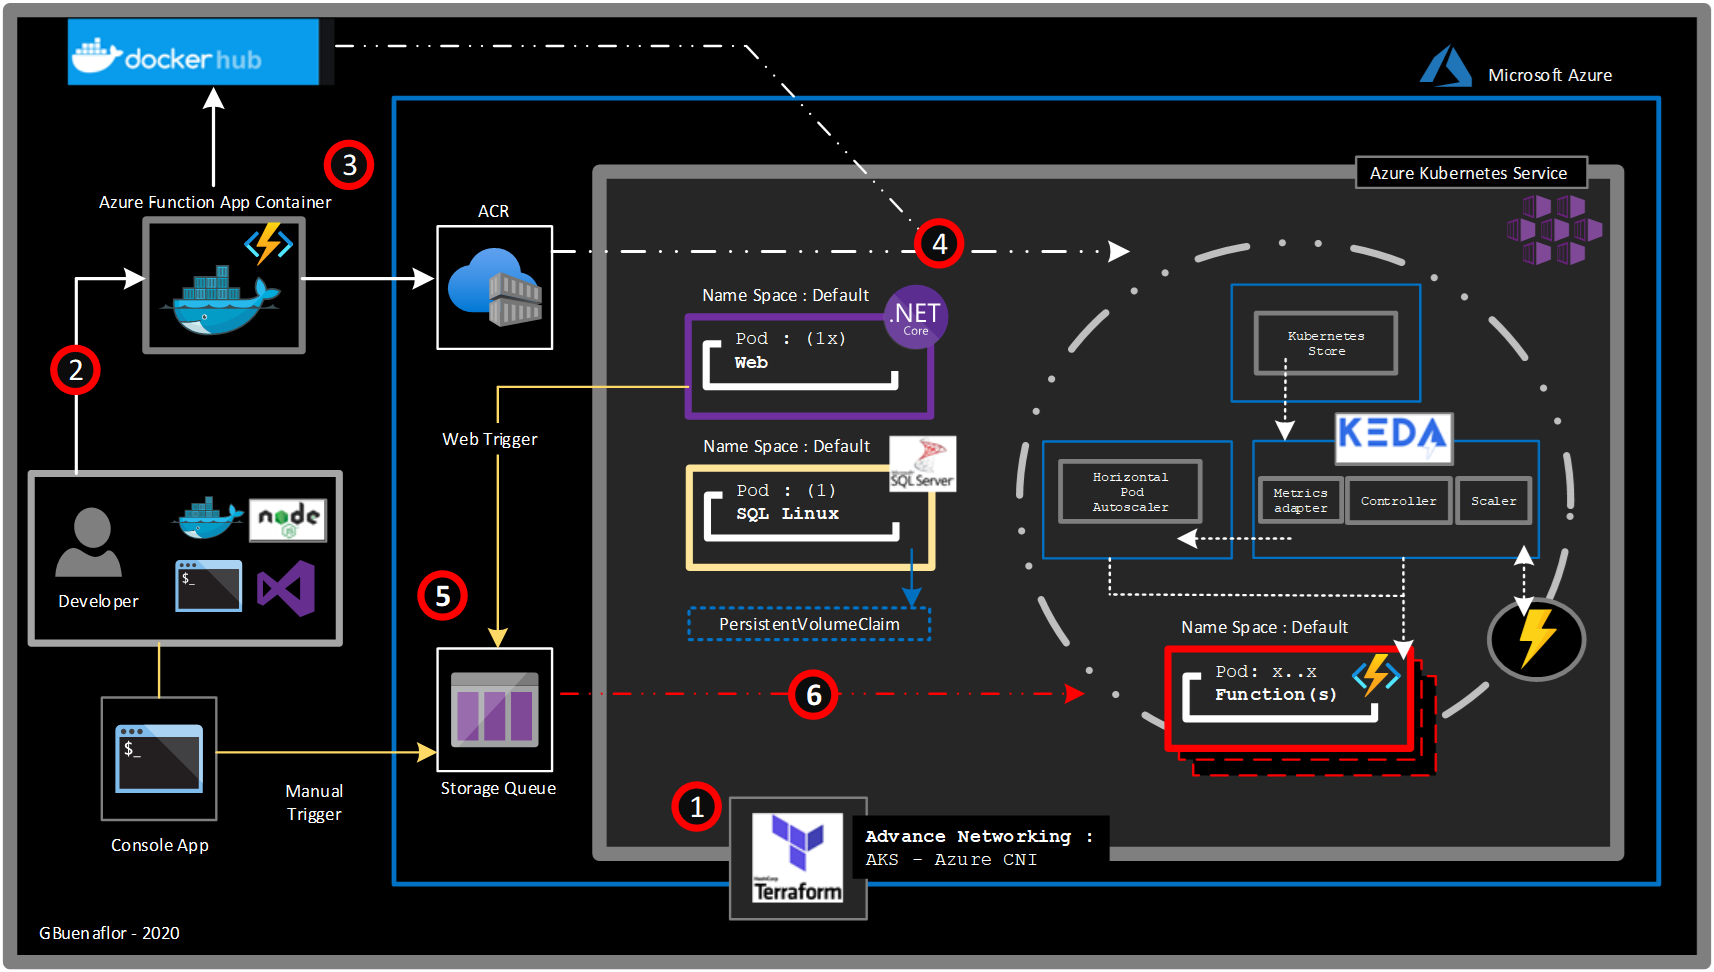 docker hub
Microsoft Azure
3
Azure Function App Container
ACR
Azure Kubernetes Service
4
Name Space : Default
.NET
Core
Pod : (1x)
Web
Kubernetes
Store
2
Web Trigger
Name Space : Default
SQL Server
Pod : (1)
SQL Linux
KEDA
Horizontal
Pod
Autoscaler
Metrics
adapter
Controller
Scaler
node
JS
$_
Developer
5
PersistentVolumeClaim
Name Space : Default
Pod: x..x
Function(s)
6
$_
Storage Queue
Manual
Trigger
Console App
1
HashiCorp
Terraform
Advance Networking :
AKS - Azure CNI
GBuenaflor - 2020